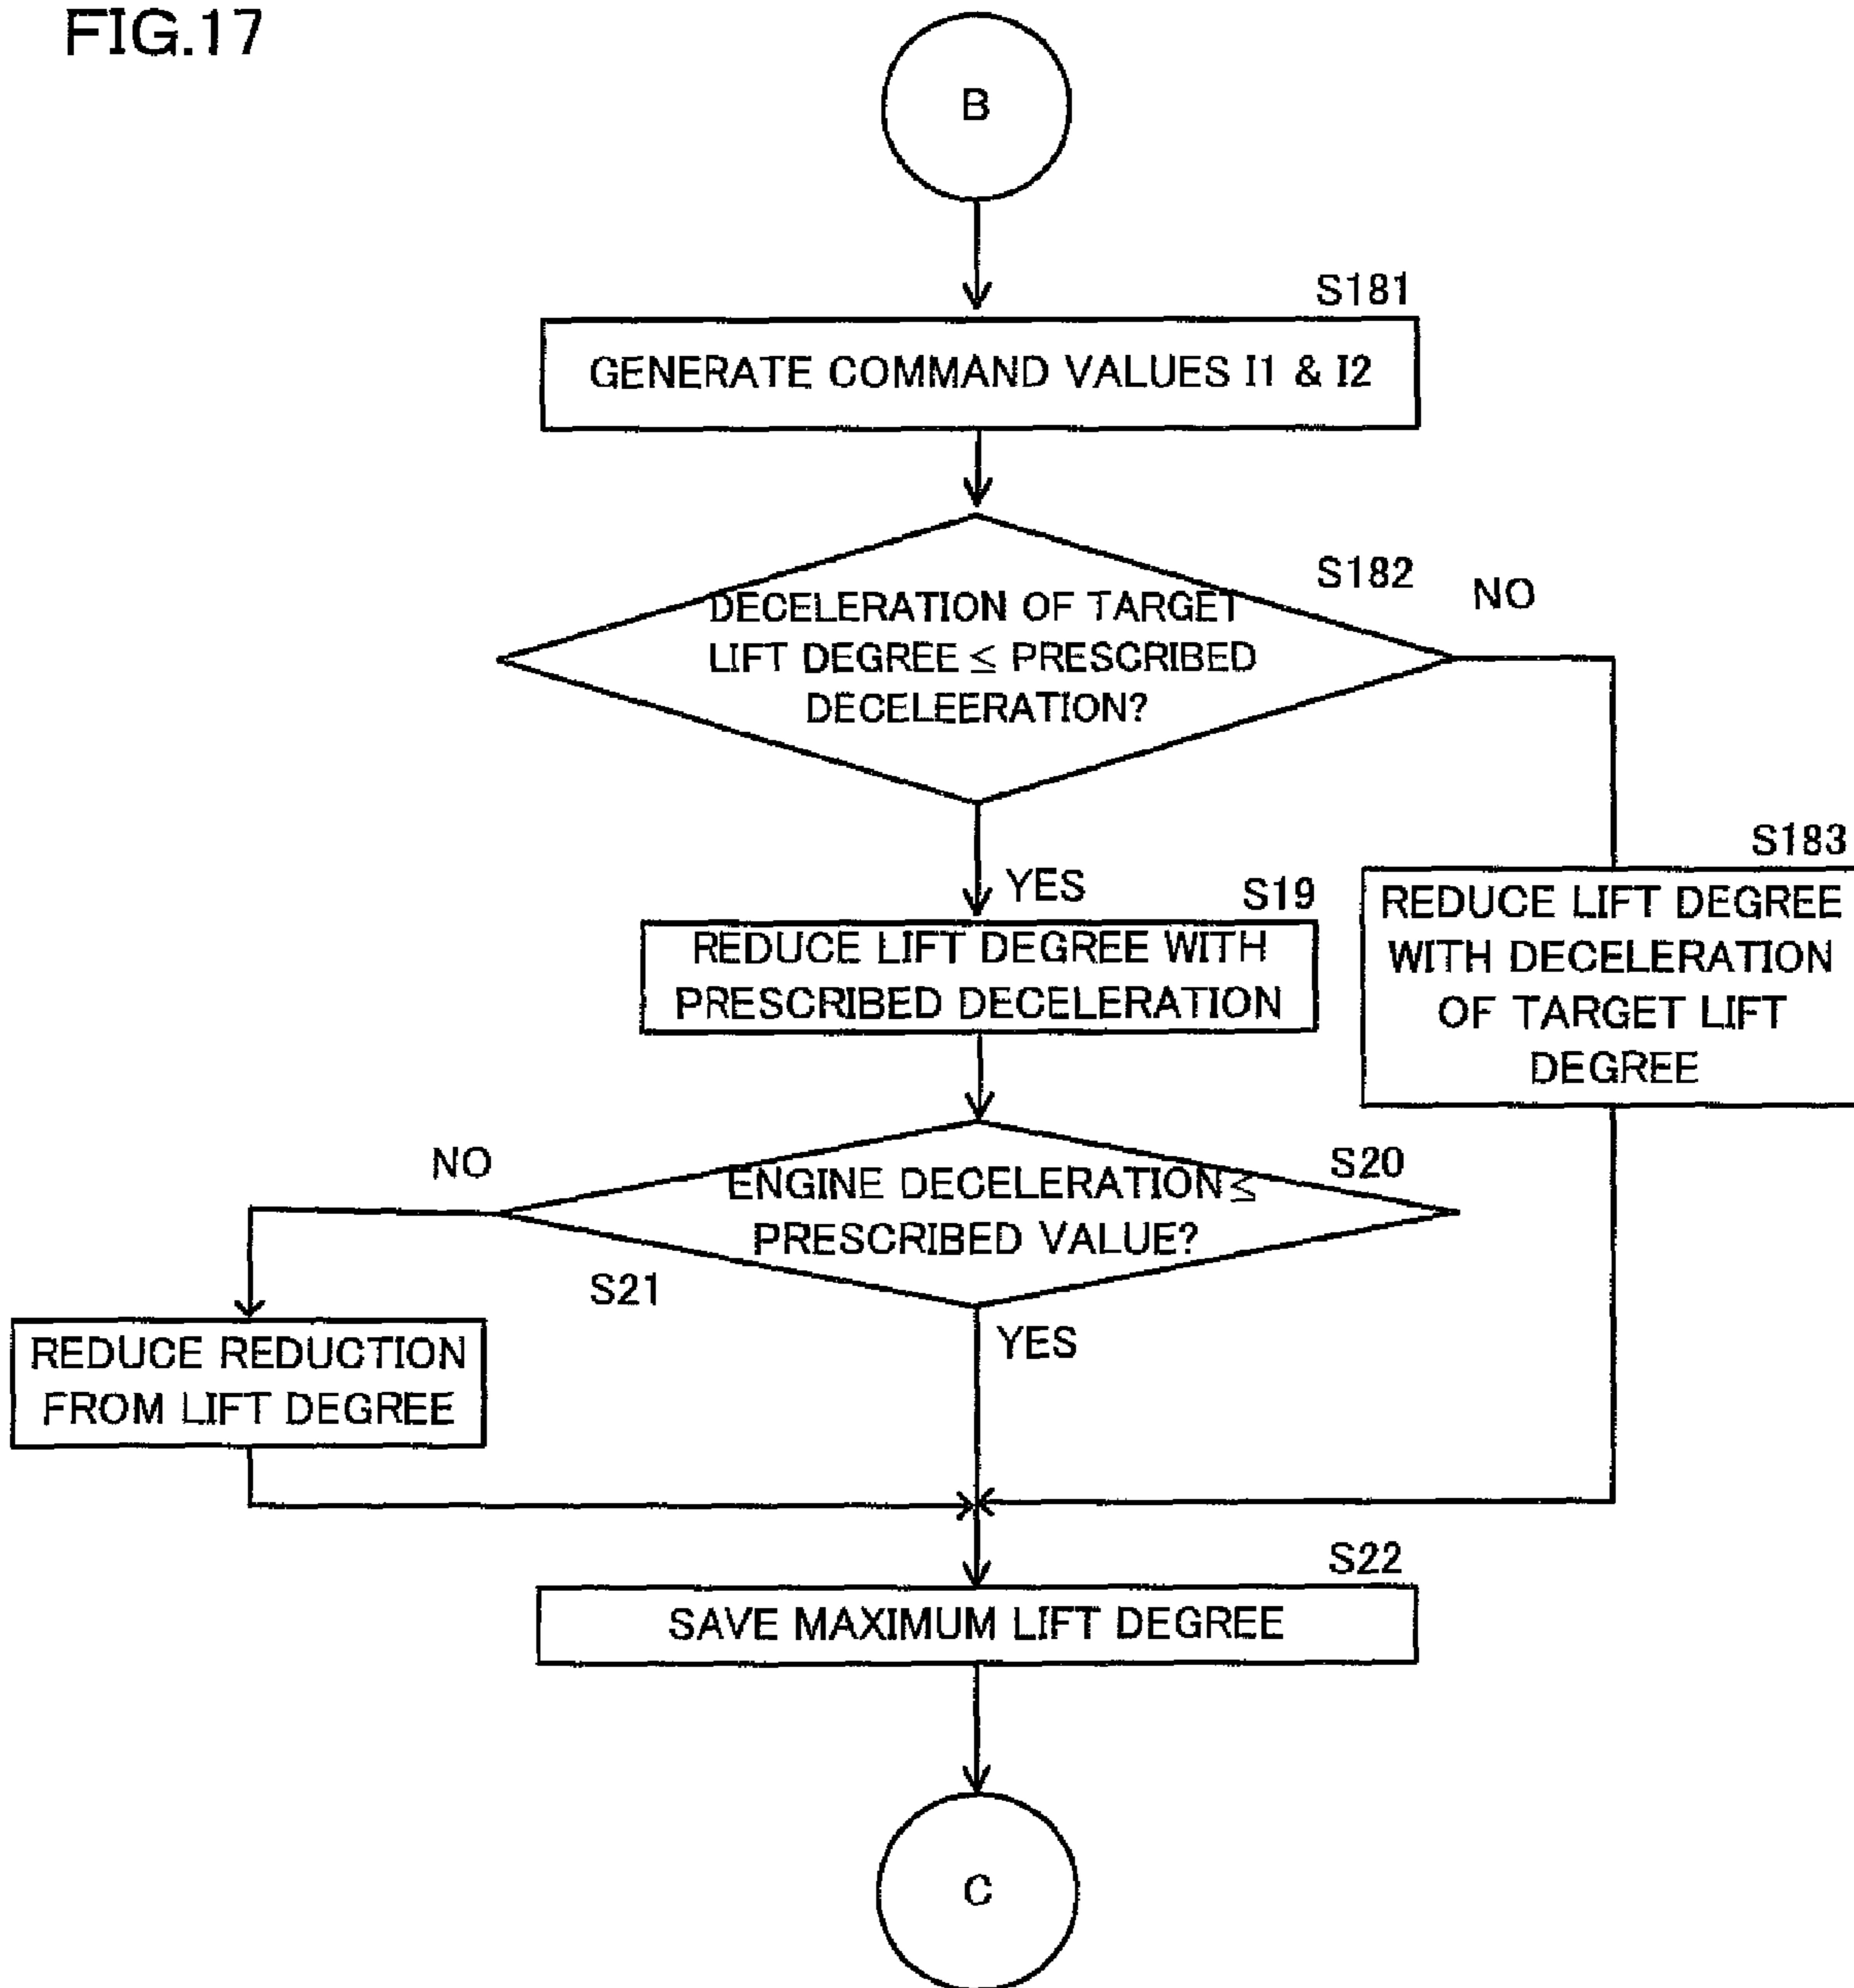 FIG.17
B
S181
GENERATE COMMAND VALUES I1 & I2
S182
DECELERATION OF TARGET
LIFT DEGREE ≦ PRESCRIBED
DECELEERATION?
NO
YES
S19
REDUCE LIFT DEGREE WITH
PRESCRIBED DECELERATION
S183
REDUCE LIFT DEGREE
WITH DECELERATION
OF TARGET LIFT
DEGREE
NO
S20
ENGINE DECELERATION ≦
PRESCRIBED VALUE?
S21
YES
REDUCE REDUCTION
FROM LIFT DEGREE
S22
SAVE MAXIMUM LIFT DEGREE
C